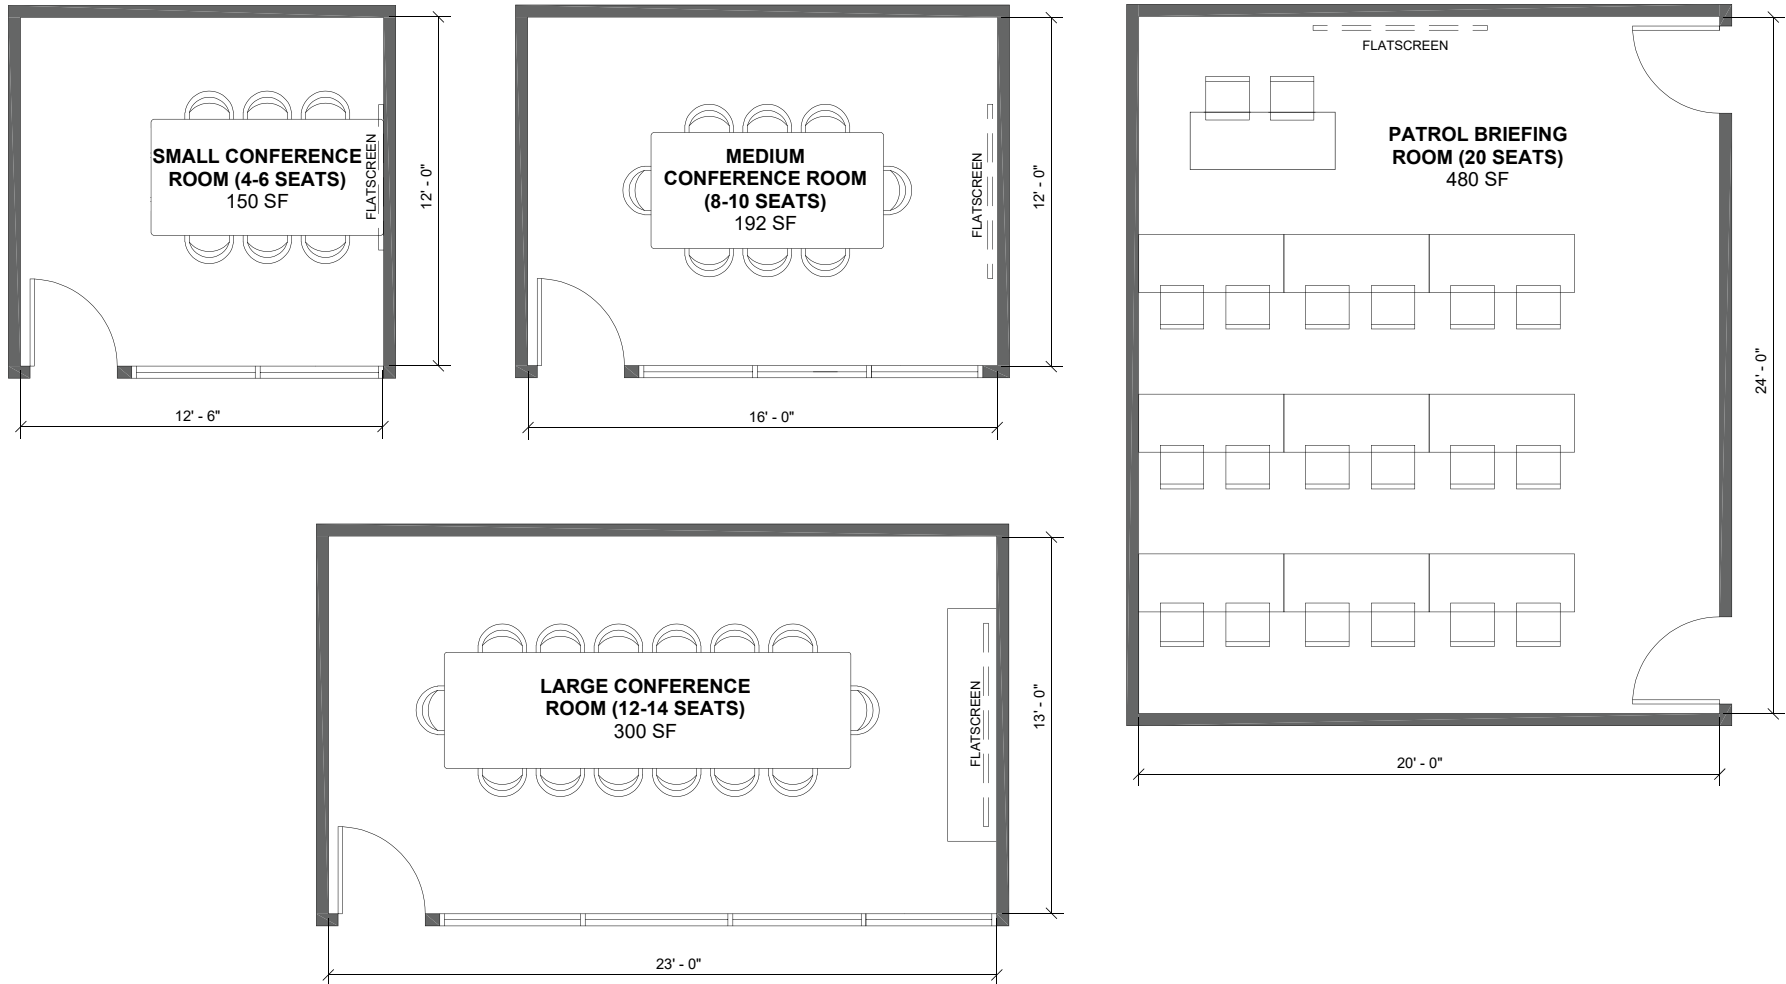 SMALL CONFERENCE
ROOM (4-6 SEATS)
150 SF
FLATSCREEN
12' - 0"
12' - 6"
MEDIUM
CONFERENCE ROOM
(8-10 SEATS)
192 SF
FLATSCREEN
12' - 0"
16' - 0"
FLATSCREEN
PATROL BRIEFING
ROOM (20 SEATS)
480 SF
24' - 0"
20' - 0"
LARGE CONFERENCE
ROOM (12-14 SEATS)
300 SF
FLATSCREEN
13' - 0"
23' - 0"